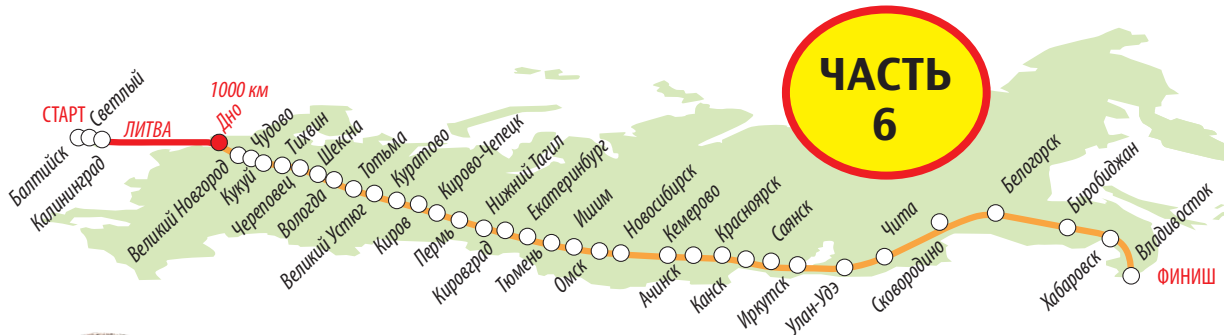 ЧАСТЬ
6
1000 км
СТАРТ
Светлый
ЛИТВА
Дно
Балтийск
Калининград
Чудово
Тихвин
Шексна
Тотьма
Куратово
Кирово-Чепецк
Нижний Тагил
Екатеринбург
Ишим
Новосибирск
Кемерово
Красноярск
Саянск
Чита
Белогорск
Биробиджан
Владивосток
Великий Новгород
Кукуй
Череповец
Вологда
Великий Устюг
Киров
Пермь
Кировград
Тюмень
Омск
Ачинск
Канск
Иркутск
Улан-Удэ
Сковородино
Хабаровск
ФИНИШ